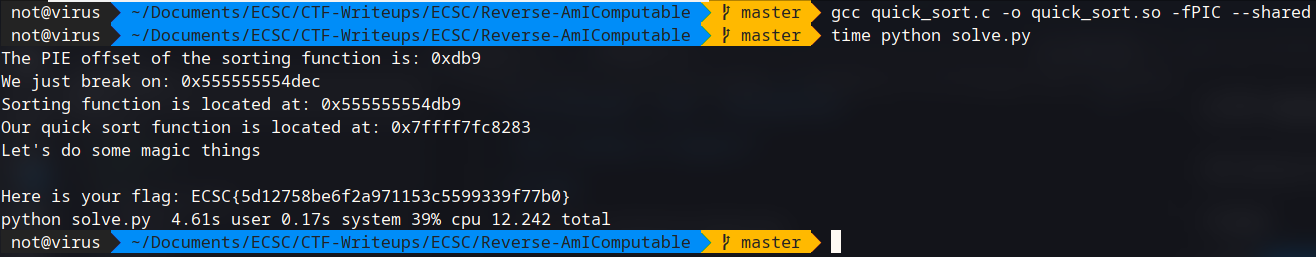 not@virus ~/Documents/ECSC/CTF-Writeups/ECSC/Reverse-AmIComputable master gcc quick_sort.c -o quick_sort.so -fPIC --shared
not@virus ~/Documents/ECSC/CTF-Writeups/ECSC/Reverse-AmIComputable master time python solve.py
The PIE offset of the sorting function is: 0xdb9
We just break on: 0x555555554dec
Sorting function is located at: 0x555555554db9
Our quick sort function is located at: 0x7ffff7fc8283
Let's do some magic things
Here is your flag: ECSC{5d12758be6f2a971153c5599339f77b0}
python solve.py  4.61s user 0.17s system 39% cpu 12.242 total
not@virus ~/Documents/ECSC/CTF-Writeups/ECSC/Reverse-AmIComputable master